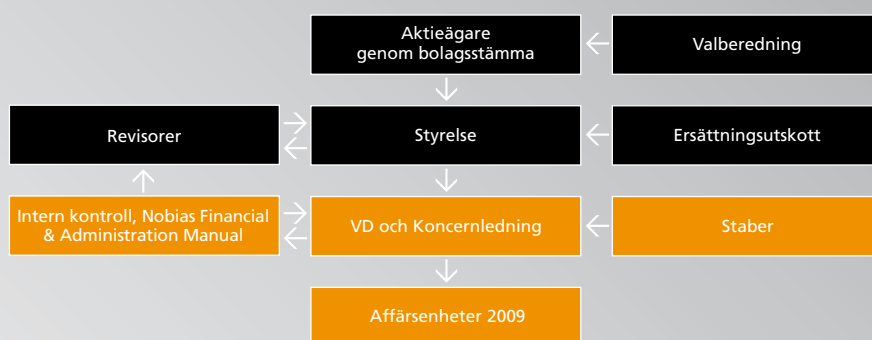 Aktieägare
genom bolagsstämma
Valberedning
Revisorer
Styrelse
Ersättningsutskott
Intern kontroll, Nobias Financial
& Administration Manual
VD och Koncernledning
Staber
Affärsenheter 2009